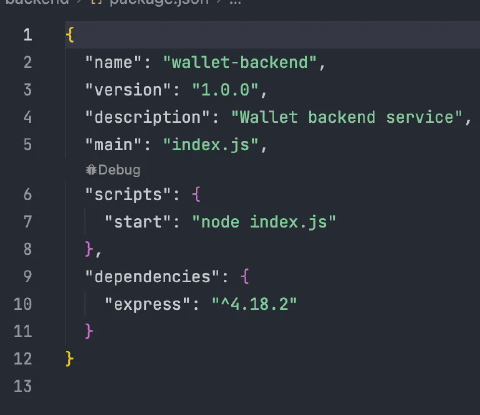 backend > {} package.json > ...
1 {
2 "name": "wallet-backend",
3 "version": "1.0.0",
4 "description": "Wallet backend service",
5 "main": "index.js",
Debug
6 "scripts": {
7 "start": "node index.js"
8 },
9 "dependencies": {
10 "express": "^4.18.2"
11 }
12 }
13